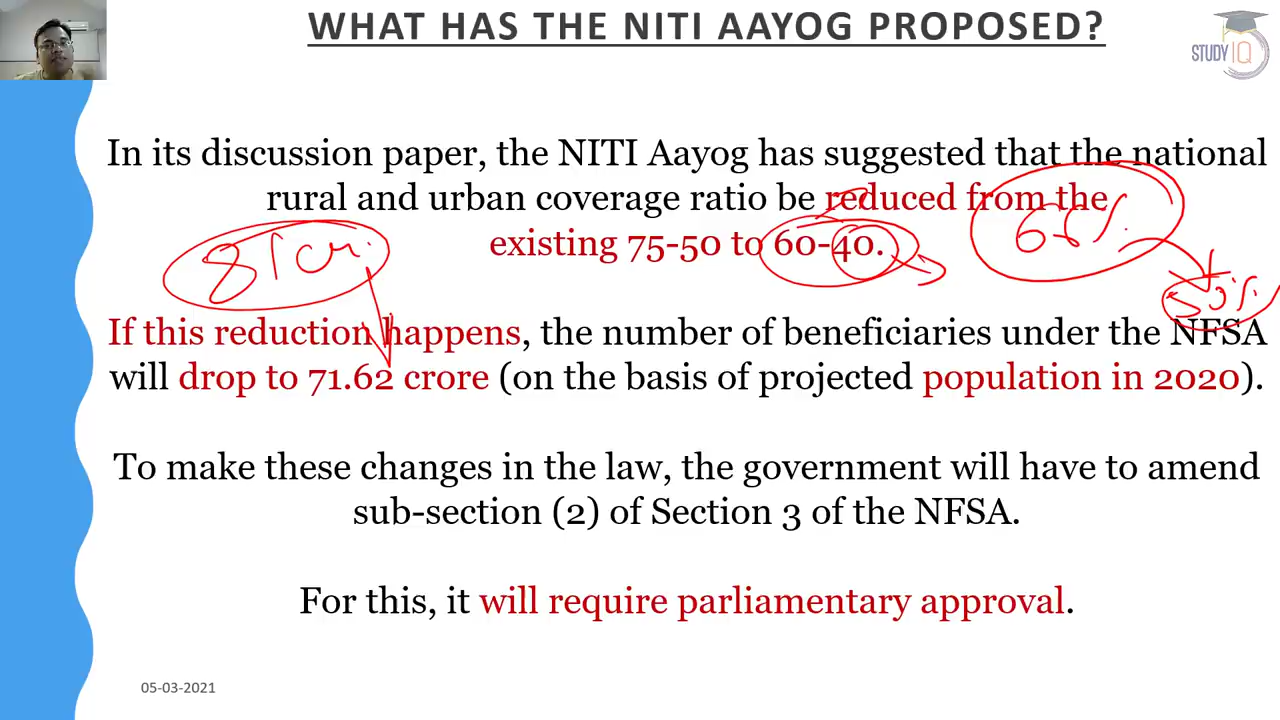 WHAT HAS THE NITI AAYOG PROPOSED?
STUDY IQ
In its discussion paper, the NITI Aayog has suggested that the national
rural and urban coverage ratio be reduced from the
existing 75-50 to 60-40.
81 cr.
If this reduction happens, the number of beneficiaries under the NFSA
will drop to 71.62 crore (on the basis of projected population in 2020).
To make these changes in the law, the government will have to amend
sub-section (2) of Section 3 of the NFSA.
For this, it will require parliamentary approval.
05-03-2021